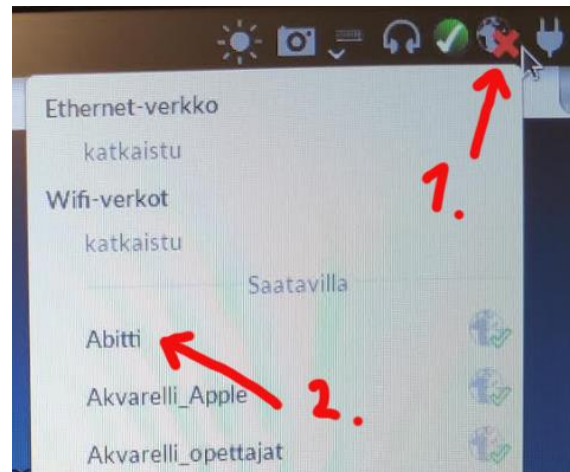 1.
Ethernet-verkko
katkaistu
Wifi-verkot
katkaistu
Saatavilla
Abitti
2.
Akvarelli_Apple
Akvarelli_opettajat